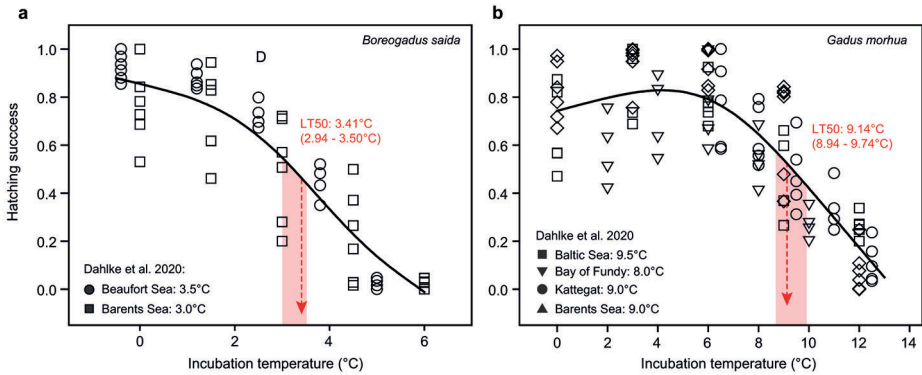 a
Boreogadus saida
D
LT50: 3.41°C
(2.94 - 3.50°C)
Hatching susccess
1.0
0.8
0.6
0.4
0.2
0.0
Dahlke et al. 2020:
Beaufort Sea: 3.5°C
Barents Sea: 3.0°C
0
2
4
6
Incubation temperature (°C)
b
Gadus morhua
LT50: 9.14°C
(8.94 - 9.74°C)
1.0
0.8
0.6
0.4
0.2
0.0
Dahlke et al. 2020
Baltic Sea: 9.5°C
Bay of Fundy: 8.0°C
Kattegat: 9.0°C
Barents Sea: 9.0°C
0
2
4
6
8
10
12
14
Incubation temperature (°C)